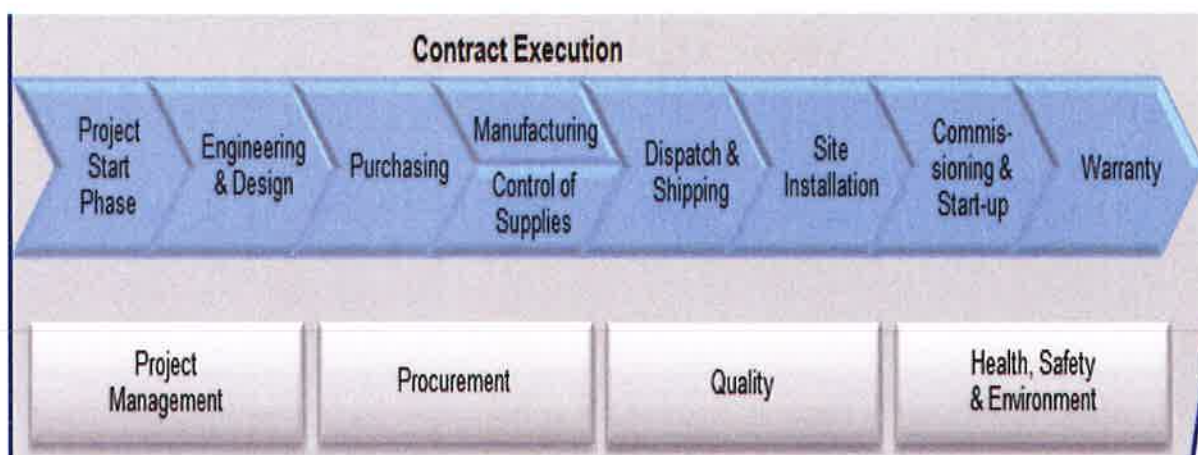 Contract Execution
Project
Start
Phase
Engineering
& Design
Purchasing
Manufacturing
Control of
Supplies
Dispatch &
Shipping
Site
Installation
Commis-
sioning &
Start-up
Warranty
Project
Management
Procurement
Quality
Health, Safety
& Environment